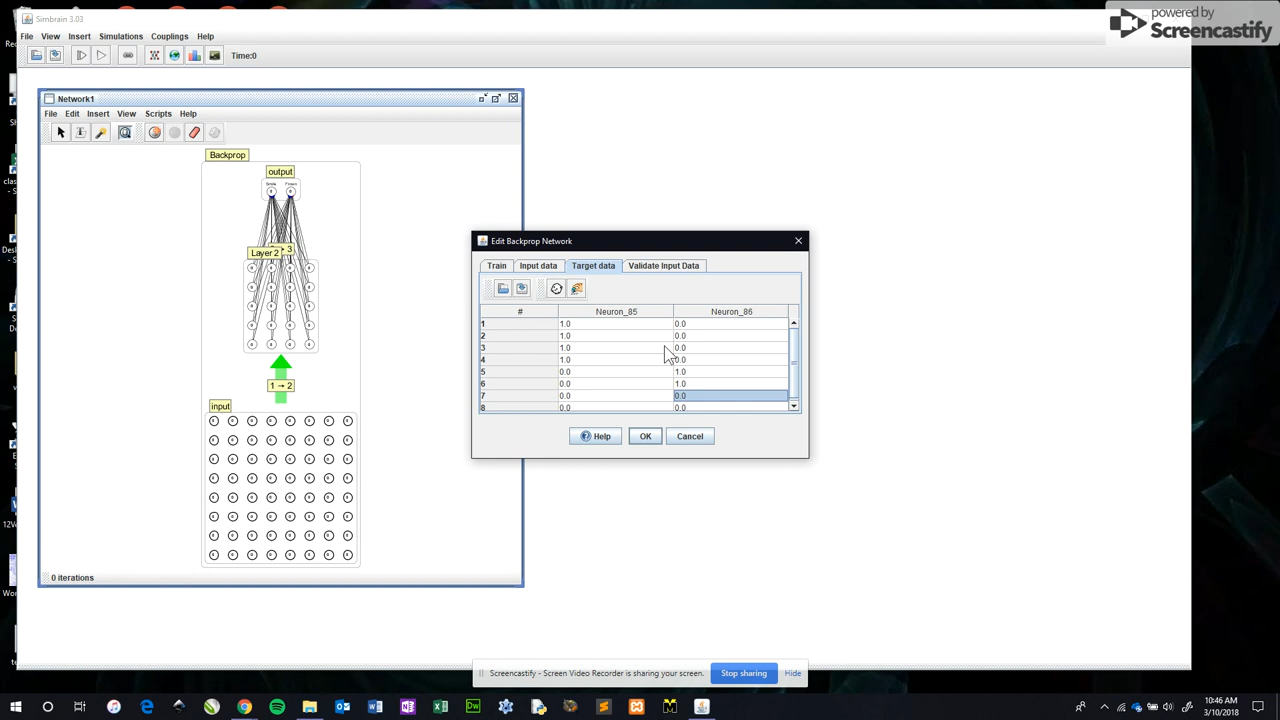 Simbrain 3.03
powered by
Screencastify
File View Insert Simulations Couplings Help
Time:0
Network1
File Edit Insert View Scripts Help
Backprop
output
Smile Frown
3
Layer 2
1 → 2
input
0 iterations
Edit Backprop Network
Train Input data Target data Validate Input Data
# Neuron_85 Neuron_86
1 1.0 0.0
2 1.0 0.0
3 1.0 0.0
4 1.0 0.0
5 0.0 1.0
6 0.0 1.0
7 0.0 0.0
8 0.0 0.0
Help OK Cancel
Screencastify - Screen Video Recorder is sharing your screen. Stop sharing Hide
10:46 AM
3/10/2018